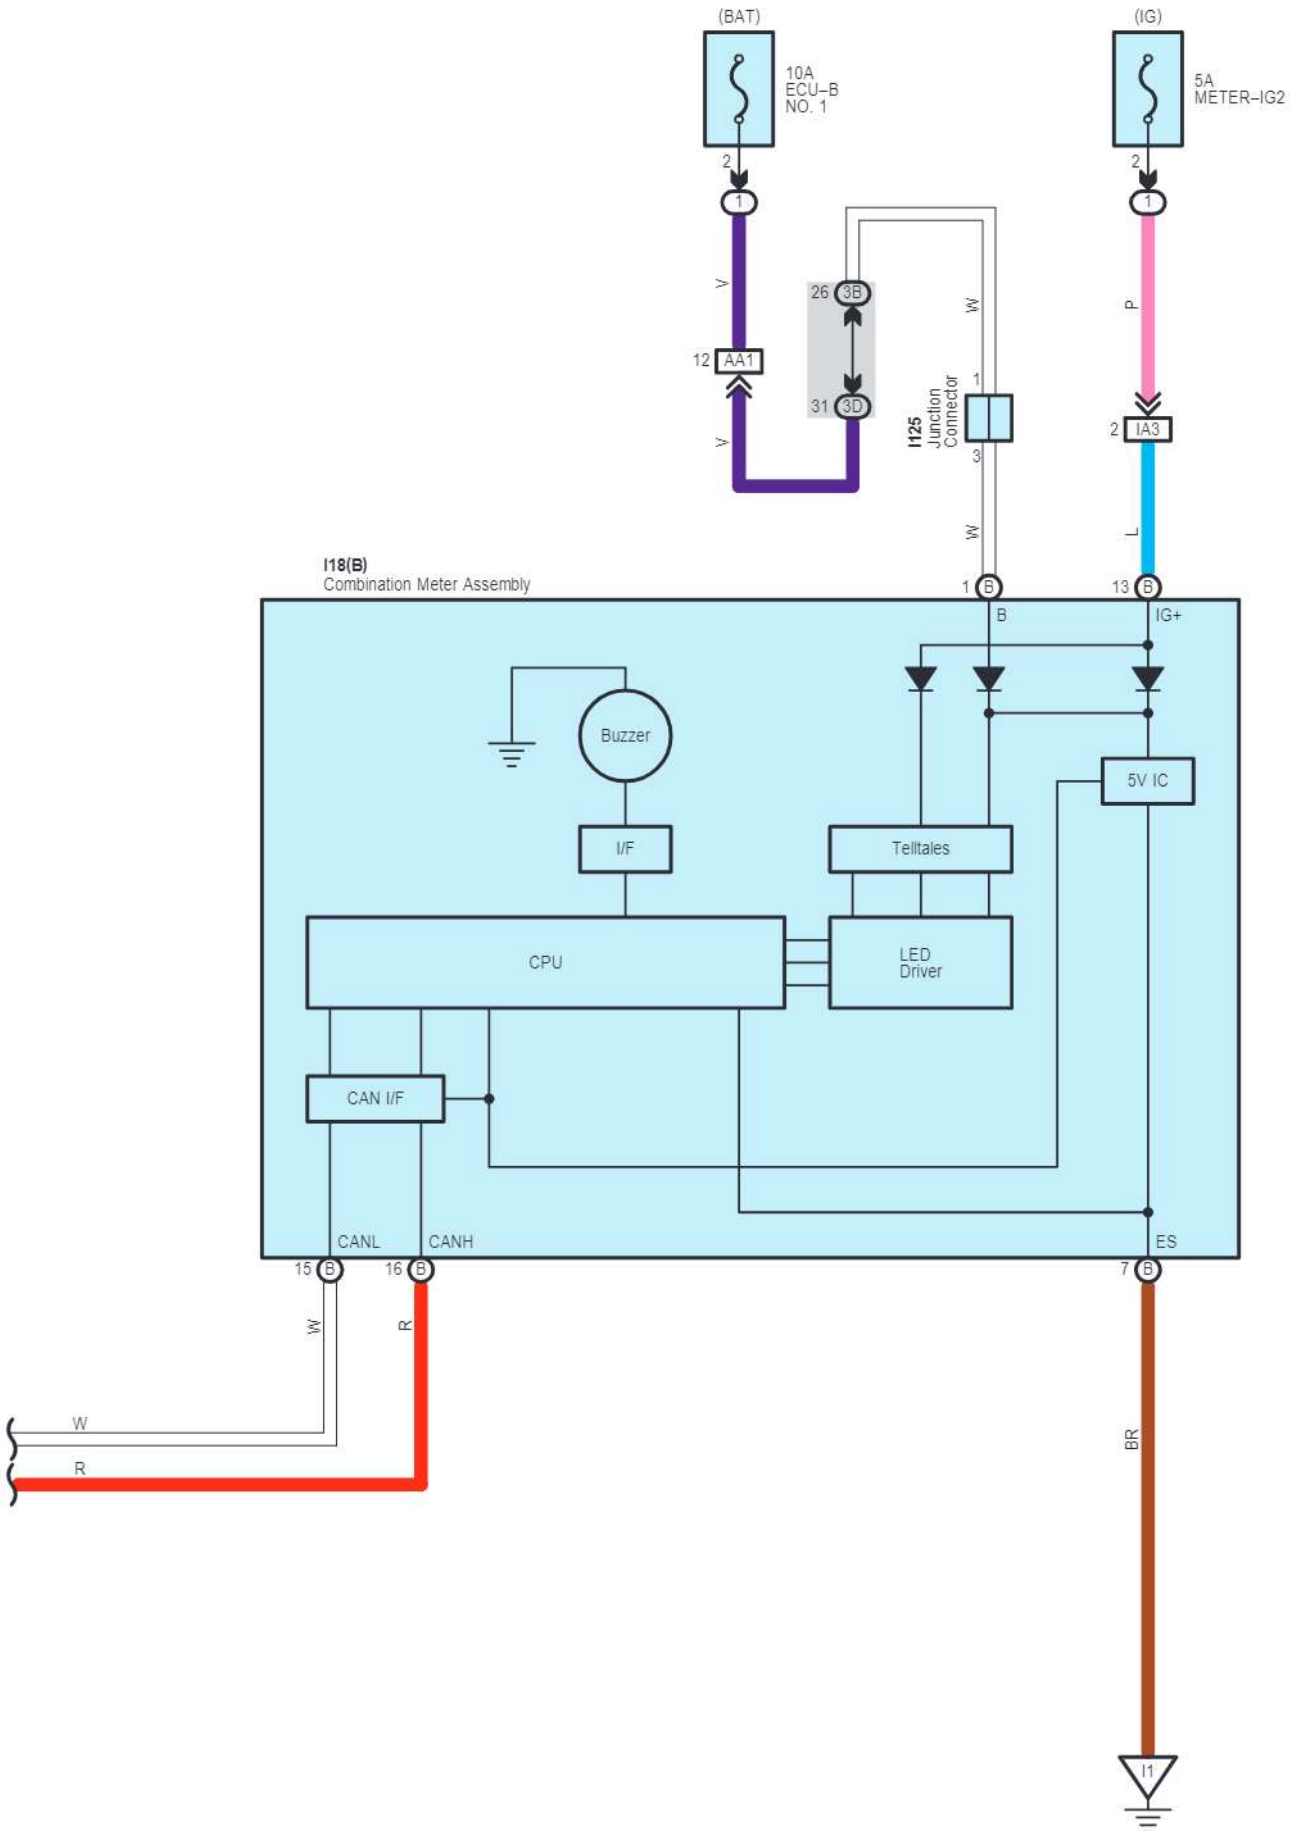 (BAT)
(IG)
10A
ECU–B
NO. 1
5A
METER–IG2
2
1
2
1
V
26 3B
W
P
12 AA1
1
31 3D
I125
Junction
Connector
2 IA3
V
3
W
L
I18(B)
Combination Meter Assembly
1 B
13 B
B
IG+
Buzzer
5V IC
I/F
Telltales
CPU
LED
Driver
CAN I/F
CANL
CANH
ES
15 B
16 B
7 B
W
R
W
R
BR
I1